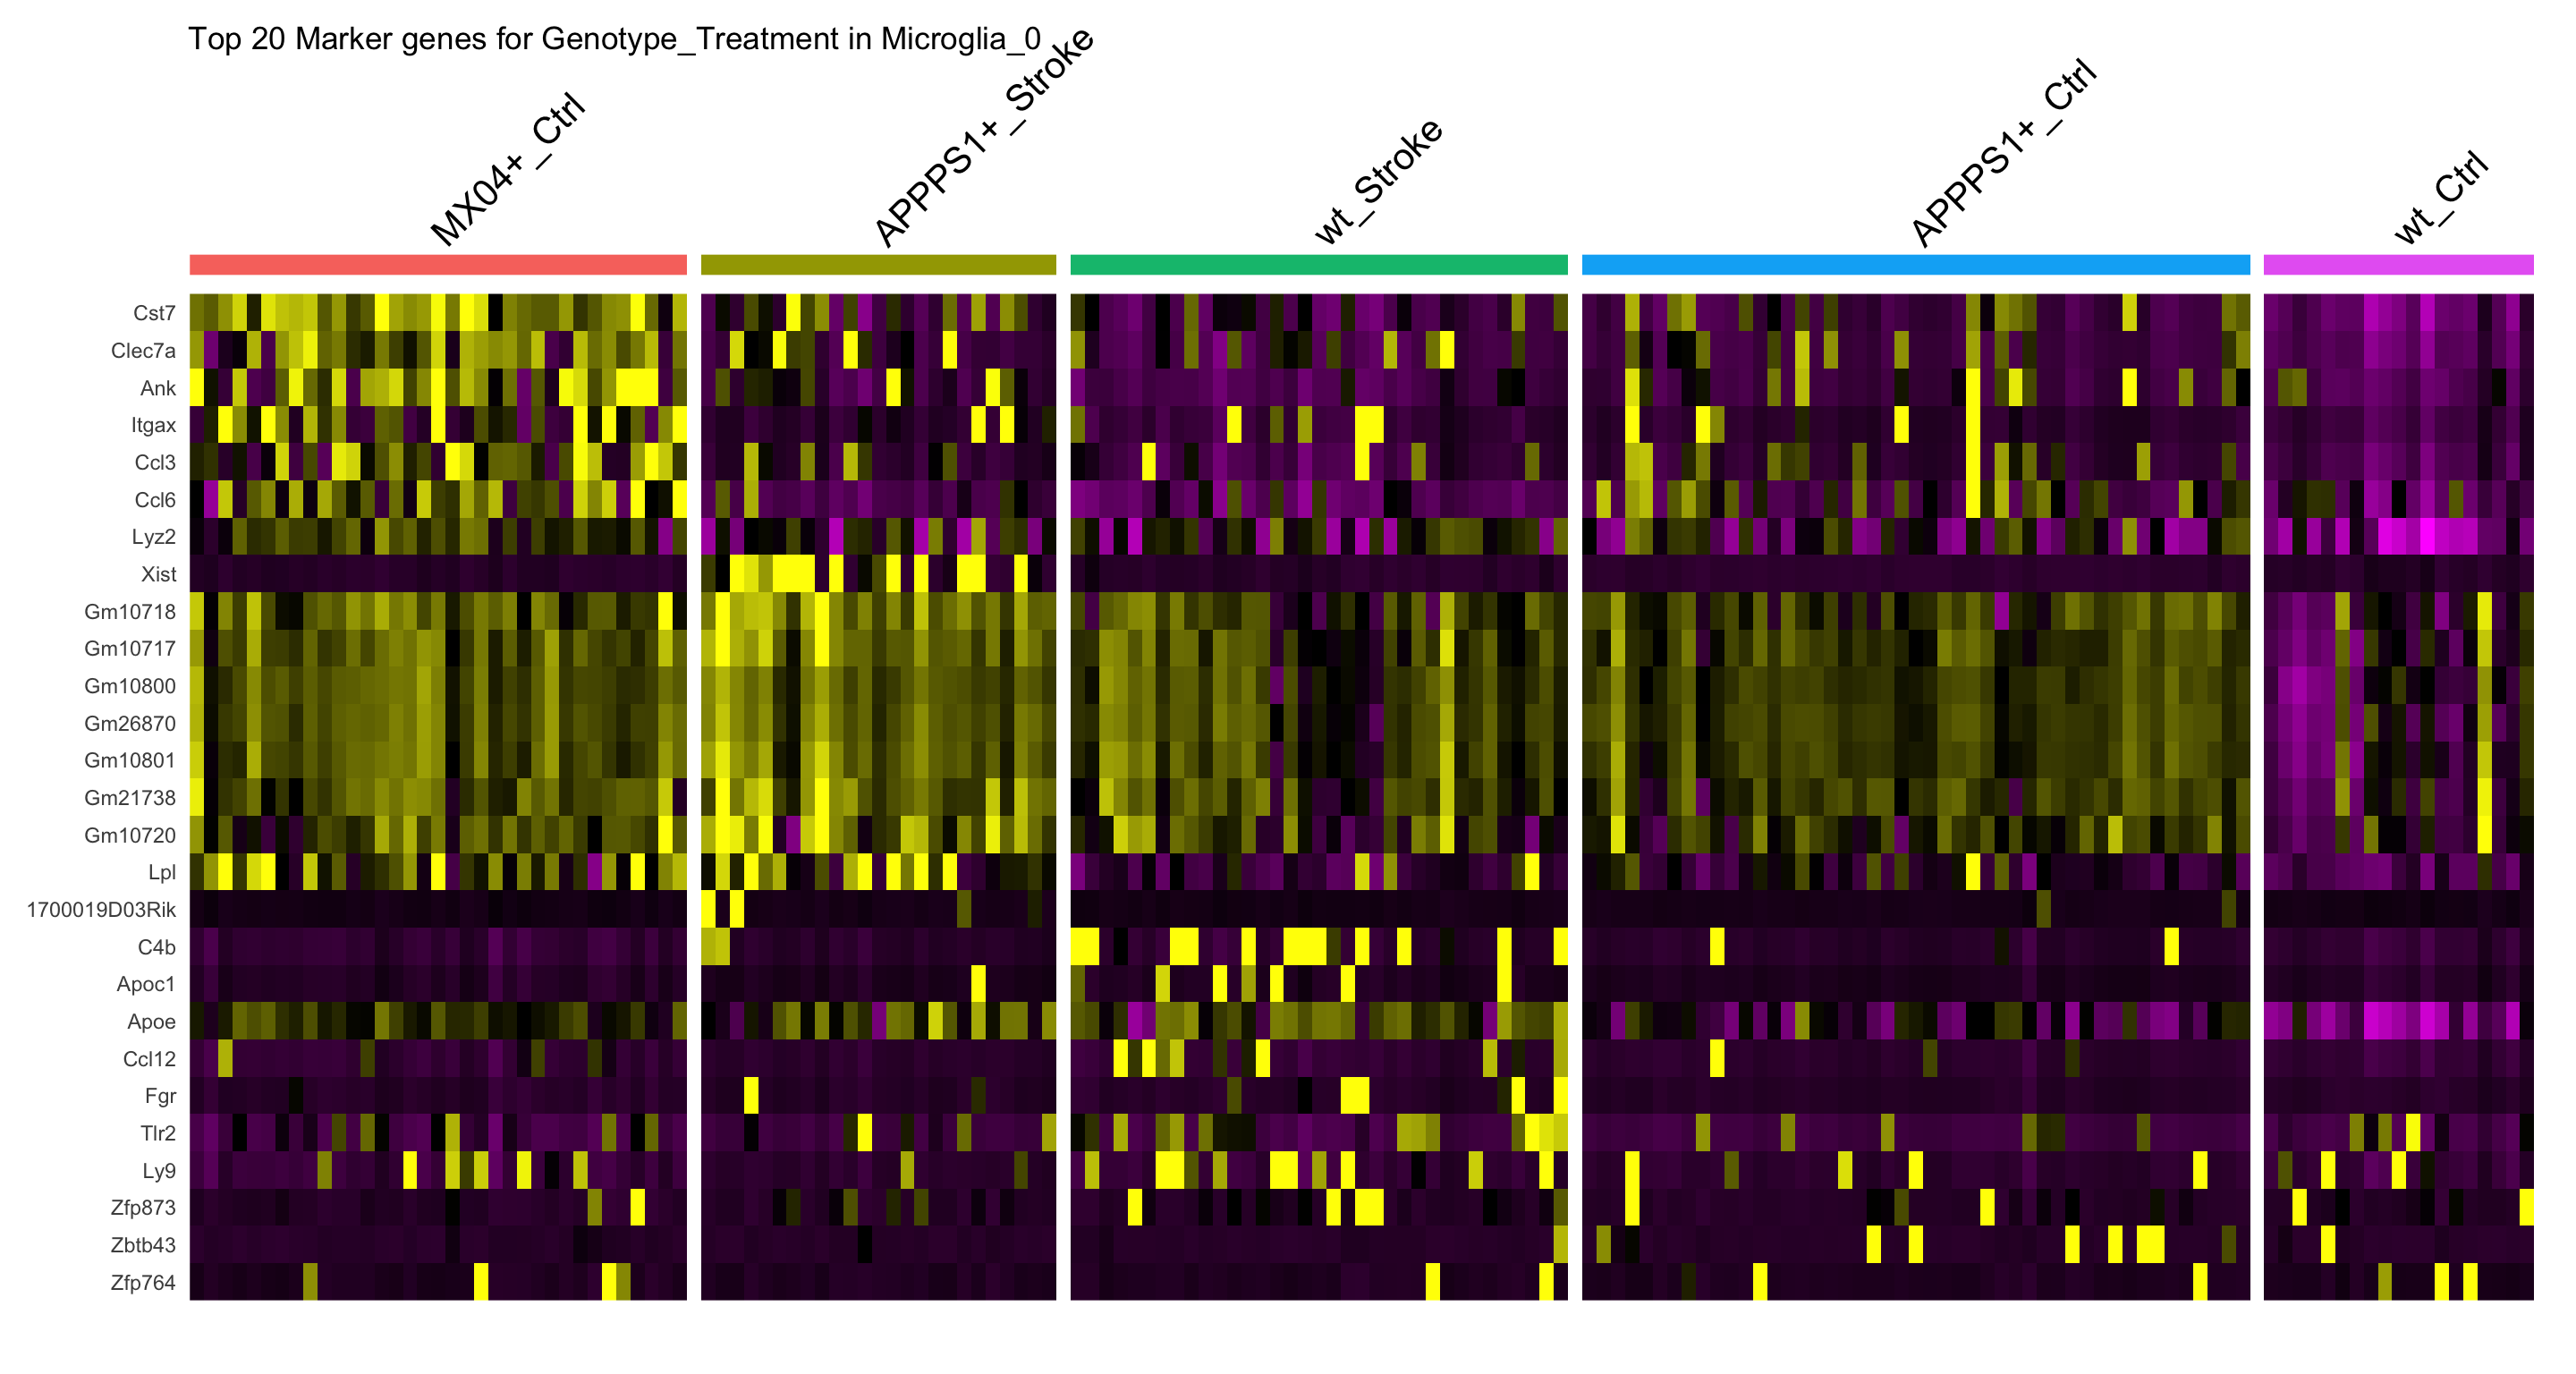 Top 20 Marker genes for Genotype_Treatment in Microglia_0
MX04+_Ctrl
APPPS1+_Stroke
wt_Stroke
APPPS1+_Ctrl
wt_Ctrl
Cst7
Clec7a
Ank
Itgax
Ccl3
Ccl6
Lyz2
Xist
Gm10718
Gm10717
Gm10800
Gm26870
Gm10801
Gm21738
Gm10720
Lpl
1700019D03Rik
C4b
Apoc1
Apoe
Ccl12
Fgr
Tlr2
Ly9
Zfp873
Zbtb43
Zfp764